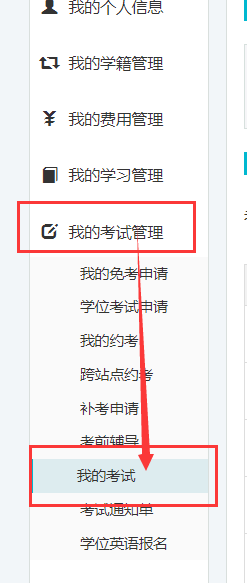 我的个人信息
我的学籍管理
我的费用管理
我的学习管理
我的考试管理
我的免考申请
学位考试申请
我的约考
跨站点约考
补考申请
考前辅导
我的考试
考试通知单
学位英语报名